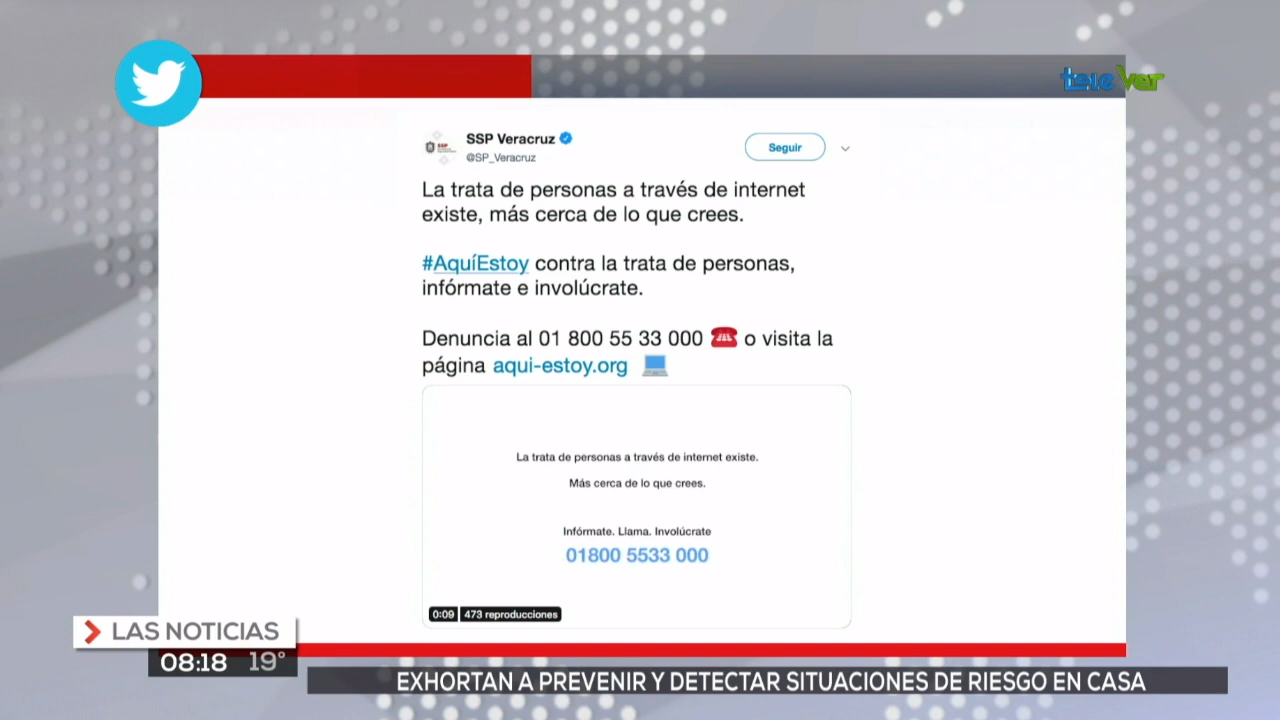 teleVer
SSP Veracruz
@SP_Veracruz
Seguir
La trata de personas a través de internet
existe, más cerca de lo que crees.
#AquíEstoy contra la trata de personas,
infórmate e involúcrate.
Denuncia al 01 800 55 33 000 ☎️ o visita la
página aqui-estoy.org 💻
La trata de personas a través de internet existe.
Más cerca de lo que crees.
Infórmate. Llama. Involúcrate
01800 5533 000
0:09 473 reproducciones
LAS NOTICIAS
08:18 19°
EXHORTAN A PREVENIR Y DETECTAR SITUACIONES DE RIESGO EN CASA